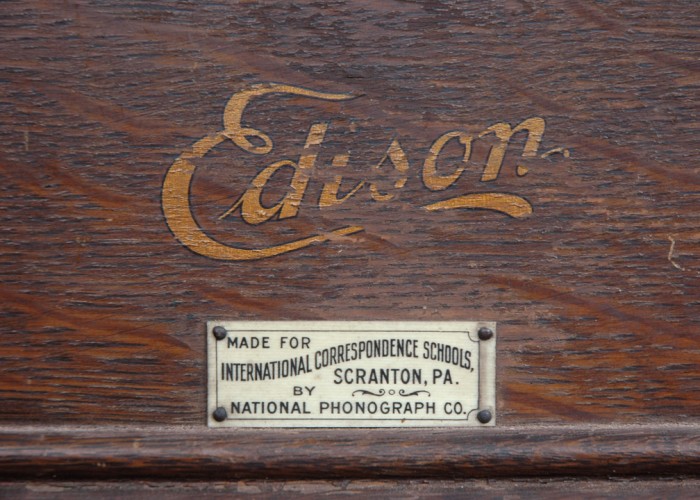 Edison
MADE FOR
INTERNATIONAL CORRESPONDENCE SCHOOLS,
SCRANTON, PA.
BY
NATIONAL PHONOGRAPH CO.